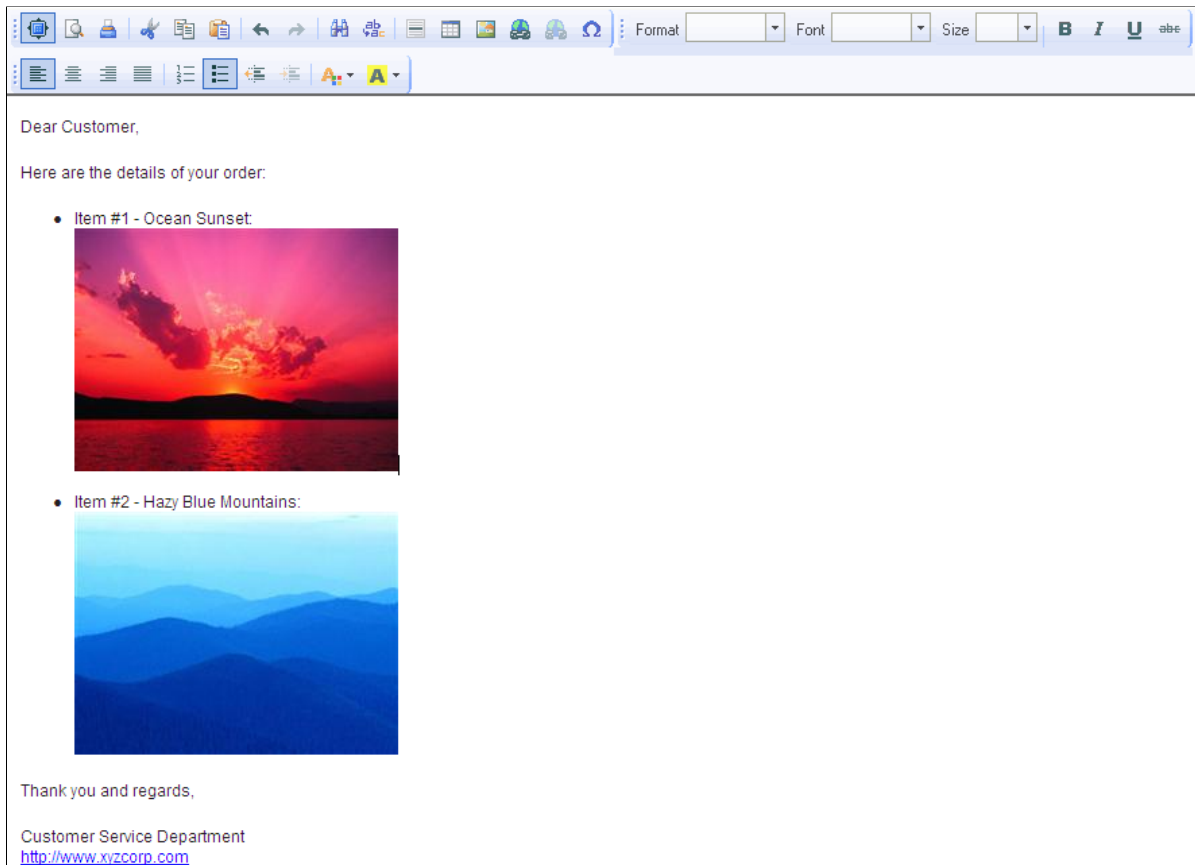 Format Font Size B I U abc
Dear Customer,
Here are the details of your order:
Item #1 - Ocean Sunset:
Item #2 - Hazy Blue Mountains:
Thank you and regards,
Customer Service Department
http://www.xyzcorp.com